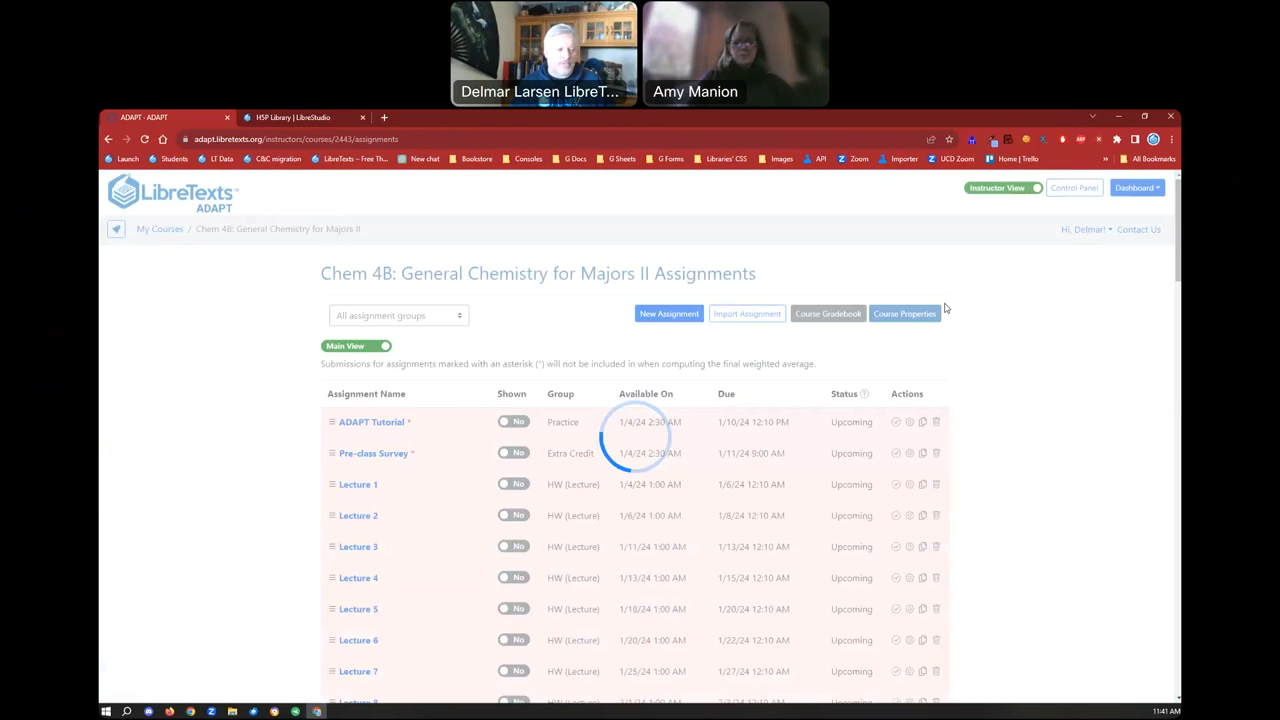 Delmar Larsen LibreT...
Amy Manion
ADAPT - ADAPT
H5P Library | LibreStudio
adapt.libretexts.org/instructors/courses/2443/assignments
Launch Students LT Data C&C migration LibreTexts – Free Th... New chat Bookstore Consoles G Docs G Sheets G Forms Libraries' CSS Images API Zoom Importer UCD Zoom Home | Trello » All Bookmarks
LibreTexts™
ADAPT
Instructor View Control Panel Dashboard
My Courses / Chem 4B: General Chemistry for Majors II Hi, Delmar! Contact Us
Chem 4B: General Chemistry for Majors II Assignments
All assignment groups New Assignment Import Assignment Course Gradebook Course Properties
Main View
Submissions for assignments marked with an asterisk (*) will not be included in when computing the final weighted average.
Assignment Name Shown Group Available On Due Status Actions
ADAPT Tutorial * No Practice 1/4/24 2:30 AM 1/10/24 12:10 PM Upcoming
Pre-class Survey * No Extra Credit 1/4/24 2:30 AM 1/11/24 9:00 AM Upcoming
Lecture 1 No HW (Lecture) 1/4/24 1:00 AM 1/6/24 12:10 AM Upcoming
Lecture 2 No HW (Lecture) 1/6/24 1:00 AM 1/8/24 12:10 AM Upcoming
Lecture 3 No HW (Lecture) 1/11/24 1:00 AM 1/13/24 12:10 AM Upcoming
Lecture 4 No HW (Lecture) 1/13/24 1:00 AM 1/15/24 12:10 AM Upcoming
Lecture 5 No HW (Lecture) 1/18/24 1:00 AM 1/20/24 12:10 AM Upcoming
Lecture 6 No HW (Lecture) 1/20/24 1:00 AM 1/22/24 12:10 AM Upcoming
Lecture 7 No HW (Lecture) 1/25/24 1:00 AM 1/27/24 12:10 AM Upcoming
11:41 AM